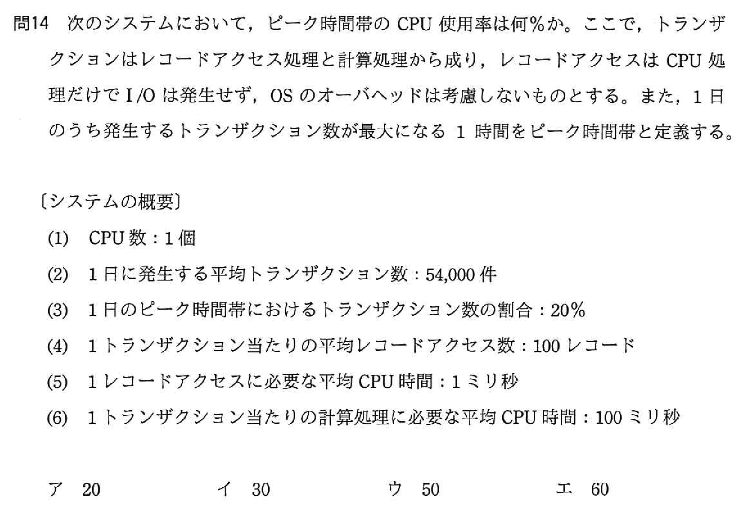 問14 次のシステムにおいて，ピーク時間帯の CPU 使用率は何％か。ここで，トランザ
クションはレコードアクセス処理と計算処理から成り，レコードアクセスは CPU 処
理だけで I/O は発生せず，OS のオーバヘッドは考慮しないものとする。また，1 日
のうち発生するトランザクション数が最大になる 1 時間をピーク時間帯と定義する。
〔システムの概要〕
(1) CPU 数：1 個
(2) 1 日に発生する平均トランザクション数：54,000 件
(3) 1 日のピーク時間帯におけるトランザクション数の割合：20％
(4) 1 トランザクション当たりの平均レコードアクセス数：100 レコード
(5) 1 レコードアクセスに必要な平均 CPU 時間：1 ミリ秒
(6) 1 トランザクション当たりの計算処理に必要な平均 CPU 時間：100 ミリ秒
ア 20 イ 30 ウ 50 エ 60